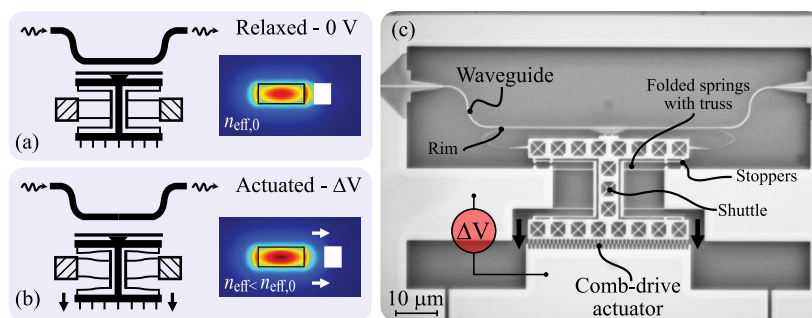 Relaxed - 0 V
n_eff,0
(a)
Actuated - ΔV
n_eff< n_eff,0
(b)
(c)
Waveguide
Folded springs
with truss
Rim
Stoppers
Shuttle
ΔV
Comb-drive
actuator
10 μm